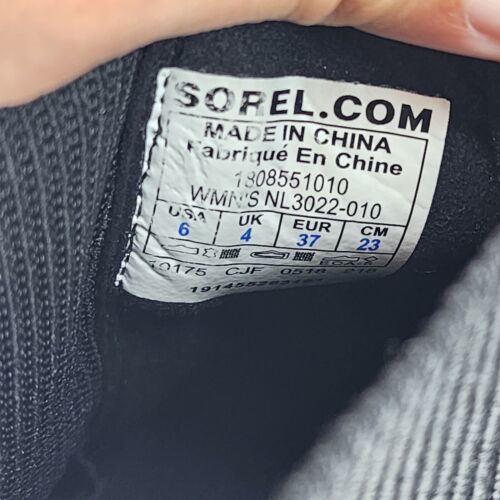 SOREL.COM
MADE IN CHINA
Fabriqué En Chine
1808551010
WMN'S NL3022-010
USA UK EUR CM
6 4 37 23
CJF 0518